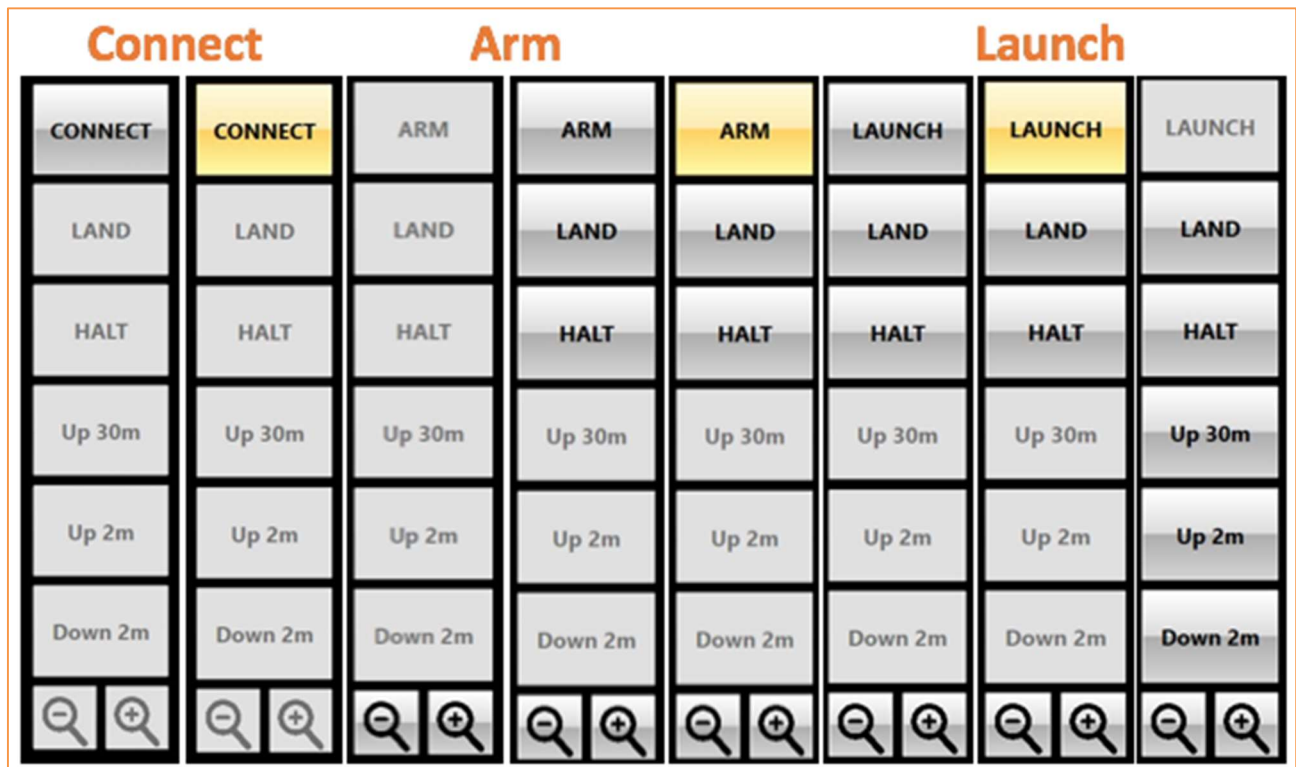 Connect Arm Launch
CONNECT CONNECT ARM ARM ARM LAUNCH LAUNCH LAUNCH
LAND LAND LAND LAND LAND LAND LAND LAND
HALT HALT HALT HALT HALT HALT HALT HALT
Up 30m Up 30m Up 30m Up 30m Up 30m Up 30m Up 30m Up 30m
Up 2m Up 2m Up 2m Up 2m Up 2m Up 2m Up 2m Up 2m
Down 2m Down 2m Down 2m Down 2m Down 2m Down 2m Down 2m Down 2m